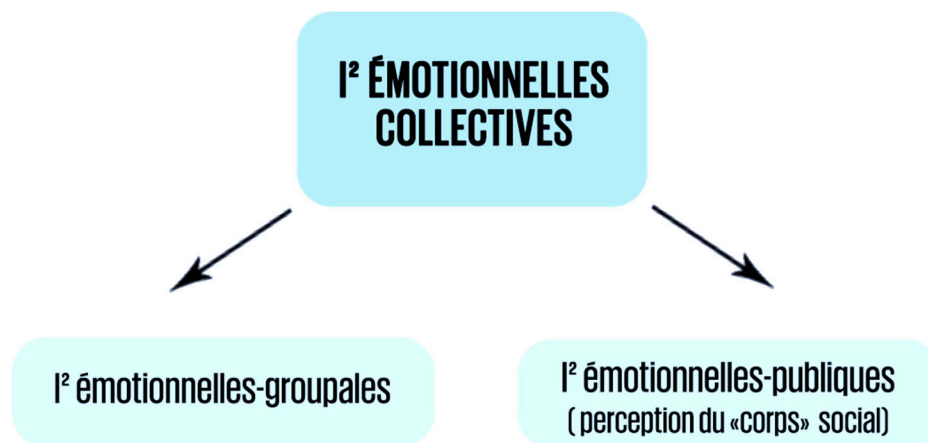 I² ÉMOTIONNELLES
COLLECTIVES
I² émotionnelles-groupales
I² émotionnelles-publiques
( perception du «corps» social)